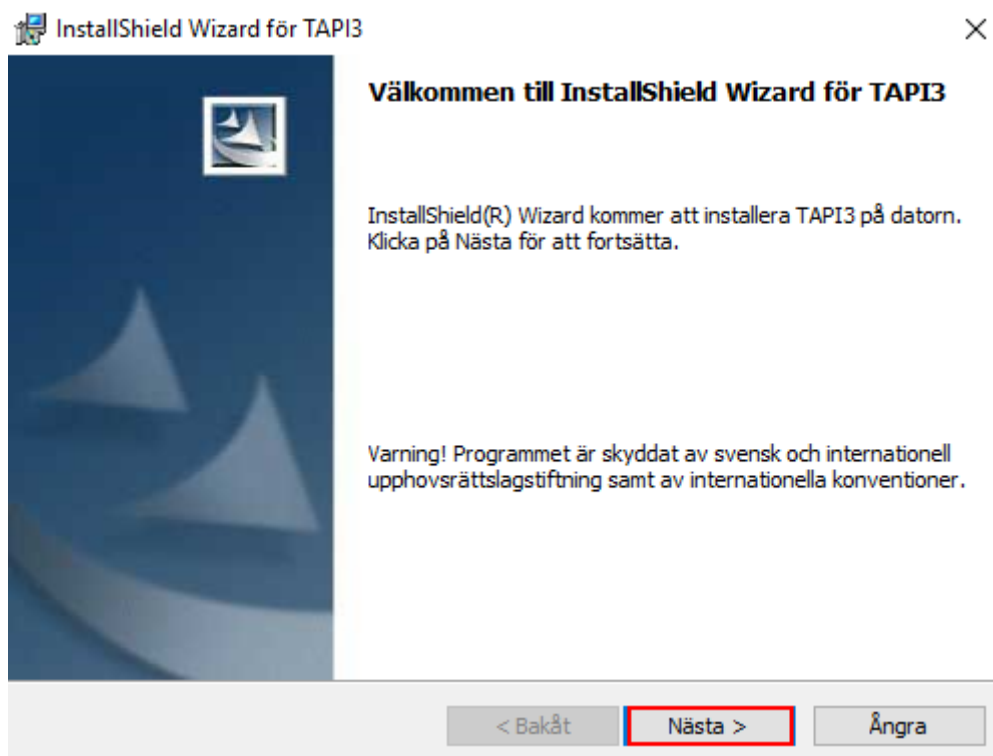 InstallShield Wizard för TAPI3
Välkommen till InstallShield Wizard för TAPI3
InstallShield(R) Wizard kommer att installera TAPI3 på datorn.
Klicka på Nästa för att fortsätta.
Varning! Programmet är skyddat av svensk och internationell
upphovsrättslagstiftning samt av internationella konventioner.
< Bakåt
Nästa >
Ångra